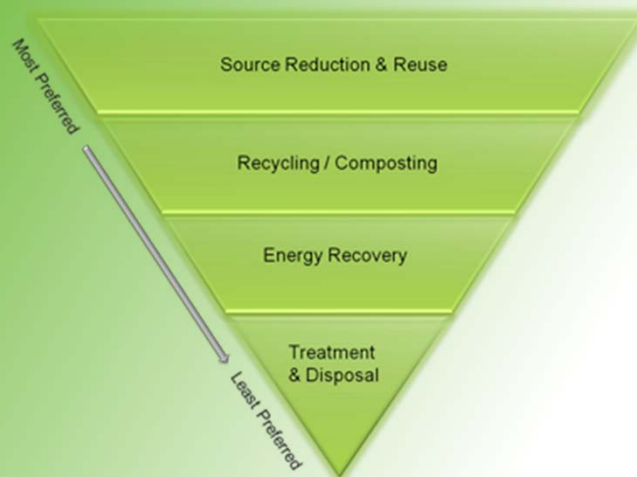 Most Preferred
Source Reduction & Reuse
Recycling / Composting
Energy Recovery
Treatment
& Disposal
Least Preferred